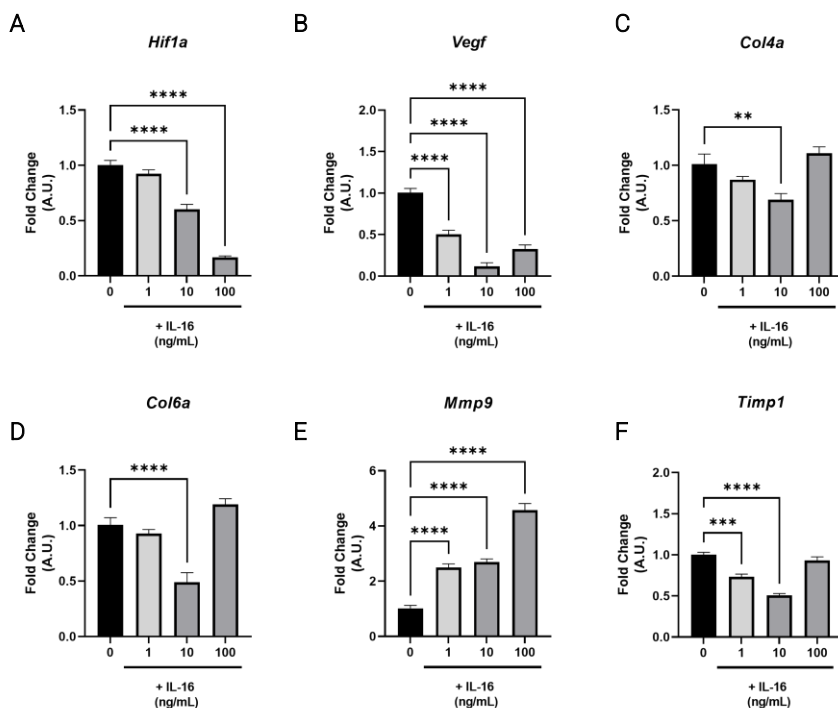 A
Hif1a
****
****
1.5
1.0
0.5
0.0
Fold Change
(A.U.)
0 1 10 100
+ IL-16
(ng/mL)
B
Vegf
****
****
****
2.0
1.5
1.0
0.5
0.0
Fold Change
(A.U.)
0 1 10 100
+ IL-16
(ng/mL)
C
Col4a
**
1.5
1.0
0.5
0.0
Fold Change
(A.U.)
0 1 10 100
+ IL-16
(ng/mL)
D
Col6a
****
1.5
1.0
0.5
0.0
Fold Change
(A.U.)
0 1 10 100
+ IL-16
(ng/mL)
E
Mmp9
****
****
****
6
4
2
0
Fold Change
(A.U.)
0 1 10 100
+ IL-16
(ng/mL)
F
Timp1
****
***
2.0
1.5
1.0
0.5
0.0
Fold Change
(A.U.)
0 1 10 100
+ IL-16
(ng/mL)